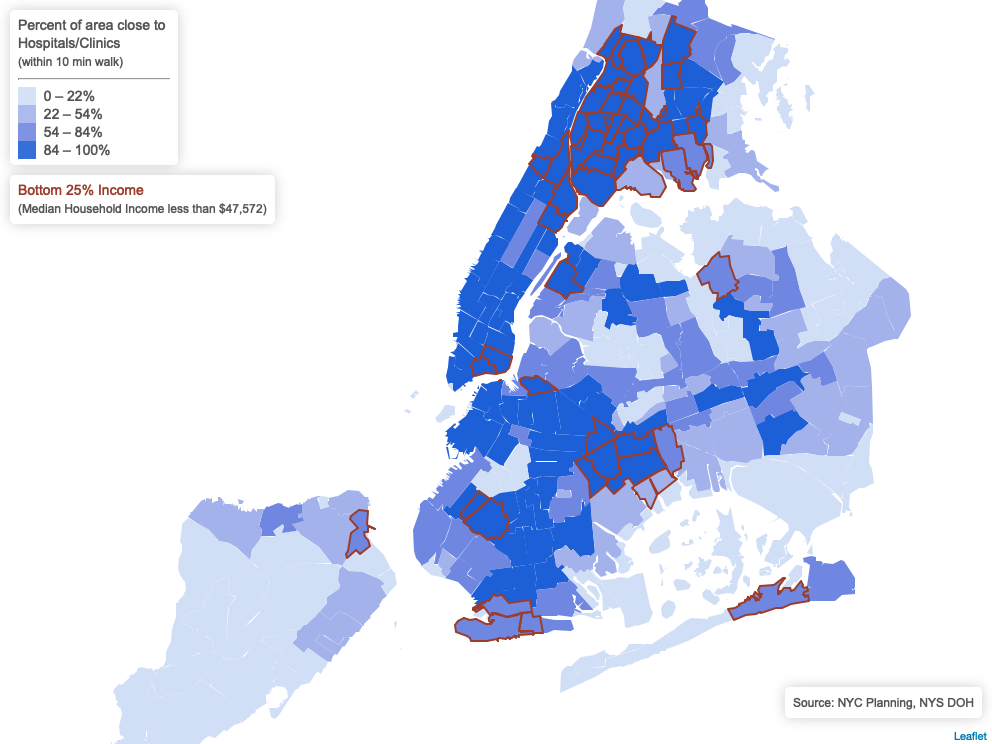 Percent of area close to
Hospitals/Clinics
(within 10 min walk)
0 – 22%
22 – 54%
54 – 84%
84 – 100%
Bottom 25% Income
(Median Household Income less than $47,572)
Source: NYC Planning, NYS DOH
Leaflet